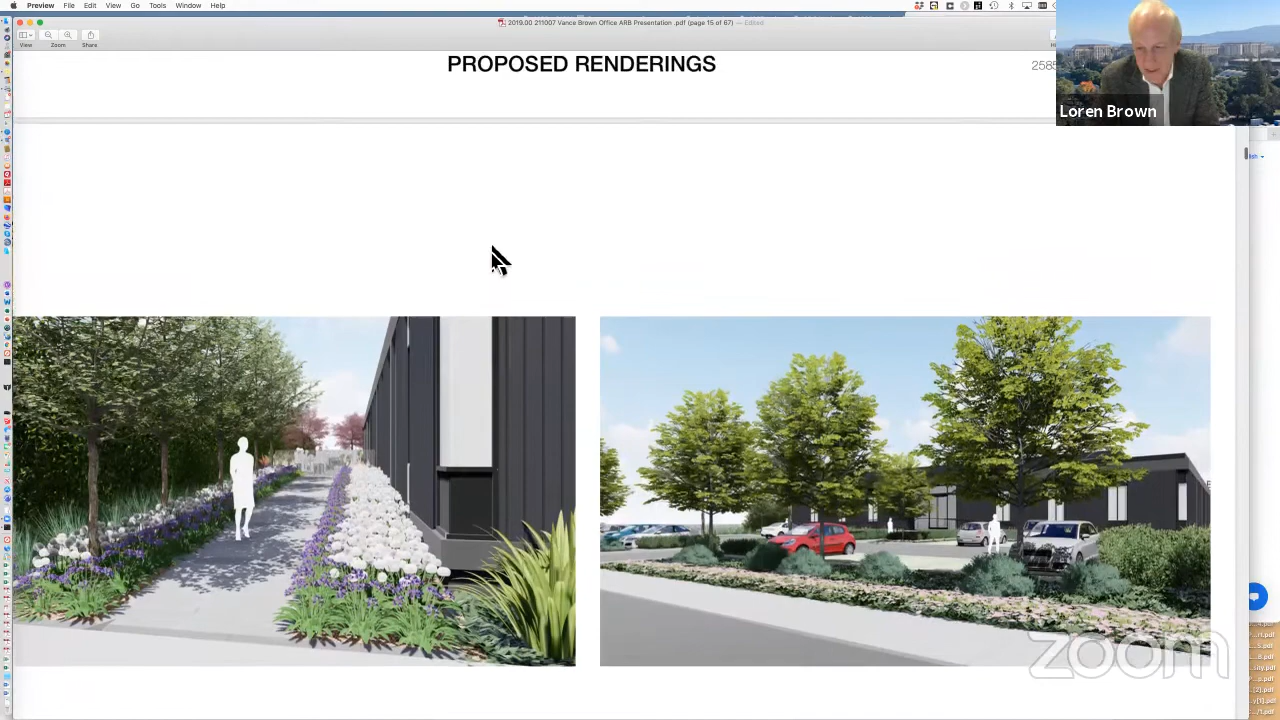 Preview File Edit View Go Tools Window Help
2019.00 211007 Vance Brown Office ARB Presentation .pdf (page 15 of 67) — Edited
View Zoom Share
PROPOSED RENDERINGS
2585
Loren Brown
zoom